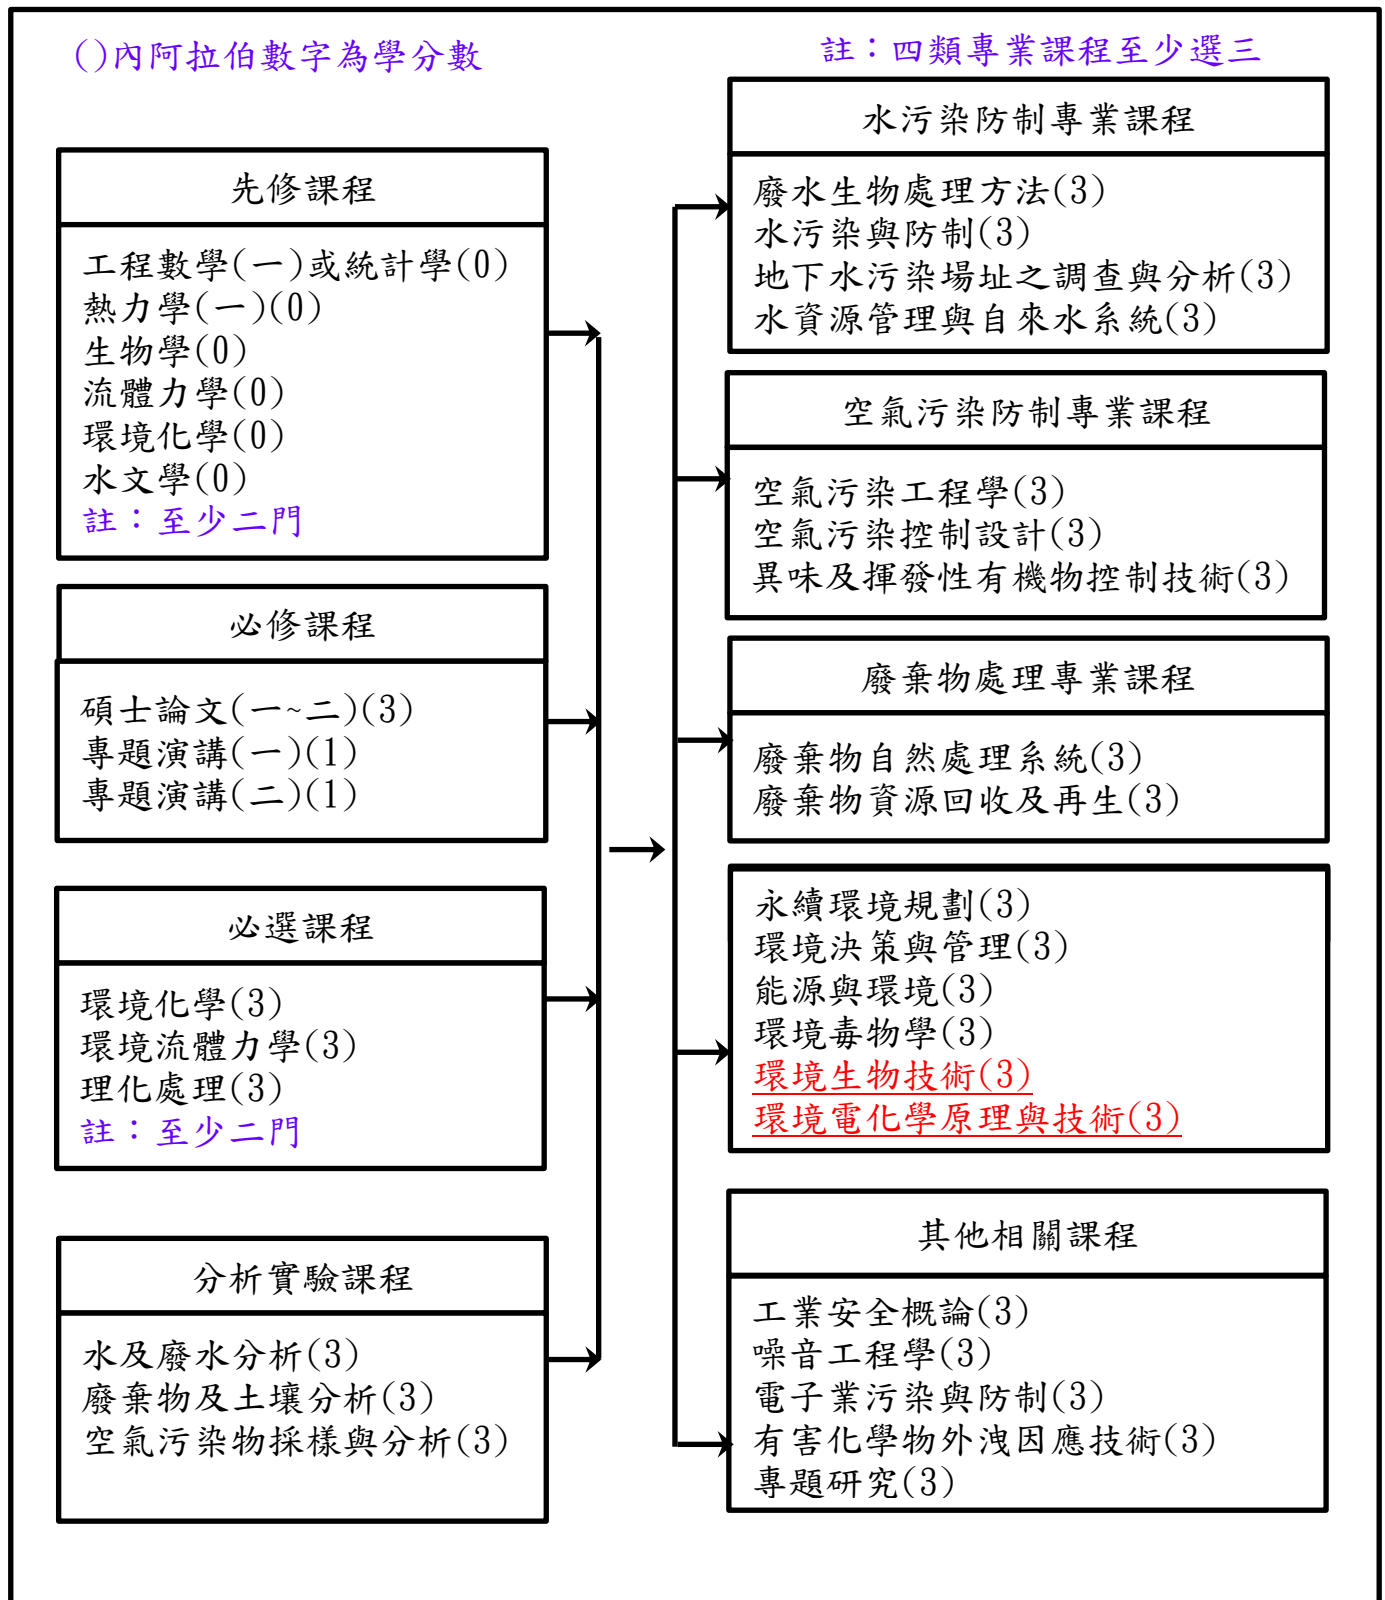 ()內阿拉伯數字為學分數
註：四類專業課程至少選三
先修課程
工程數學(一)或統計學(0)
熱力學(一)(0)
生物學(0)
流體力學(0)
環境化學(0)
水文學(0)
註：至少二門
必修課程
碩士論文(一~二)(3)
專題演講(一)(1)
專題演講(二)(1)
必選課程
環境化學(3)
環境流體力學(3)
理化處理(3)
註：至少二門
分析實驗課程
水及廢水分析(3)
廢棄物及土壤分析(3)
空氣污染物採樣與分析(3)
水污染防制專業課程
廢水生物處理方法(3)
水污染與防制(3)
地下水污染場址之調查與分析(3)
水資源管理與自來水系統(3)
空氣污染防制專業課程
空氣污染工程學(3)
空氣污染控制設計(3)
異味及揮發性有機物控制技術(3)
廢棄物處理專業課程
廢棄物自然處理系統(3)
廢棄物資源回收及再生(3)
永續環境規劃(3)
環境決策與管理(3)
能源與環境(3)
環境毒物學(3)
環境生物技術(3)
環境電化學原理與技術(3)
其他相關課程
工業安全概論(3)
噪音工程學(3)
電子業污染與防制(3)
有害化學物外洩因應技術(3)
專題研究(3)